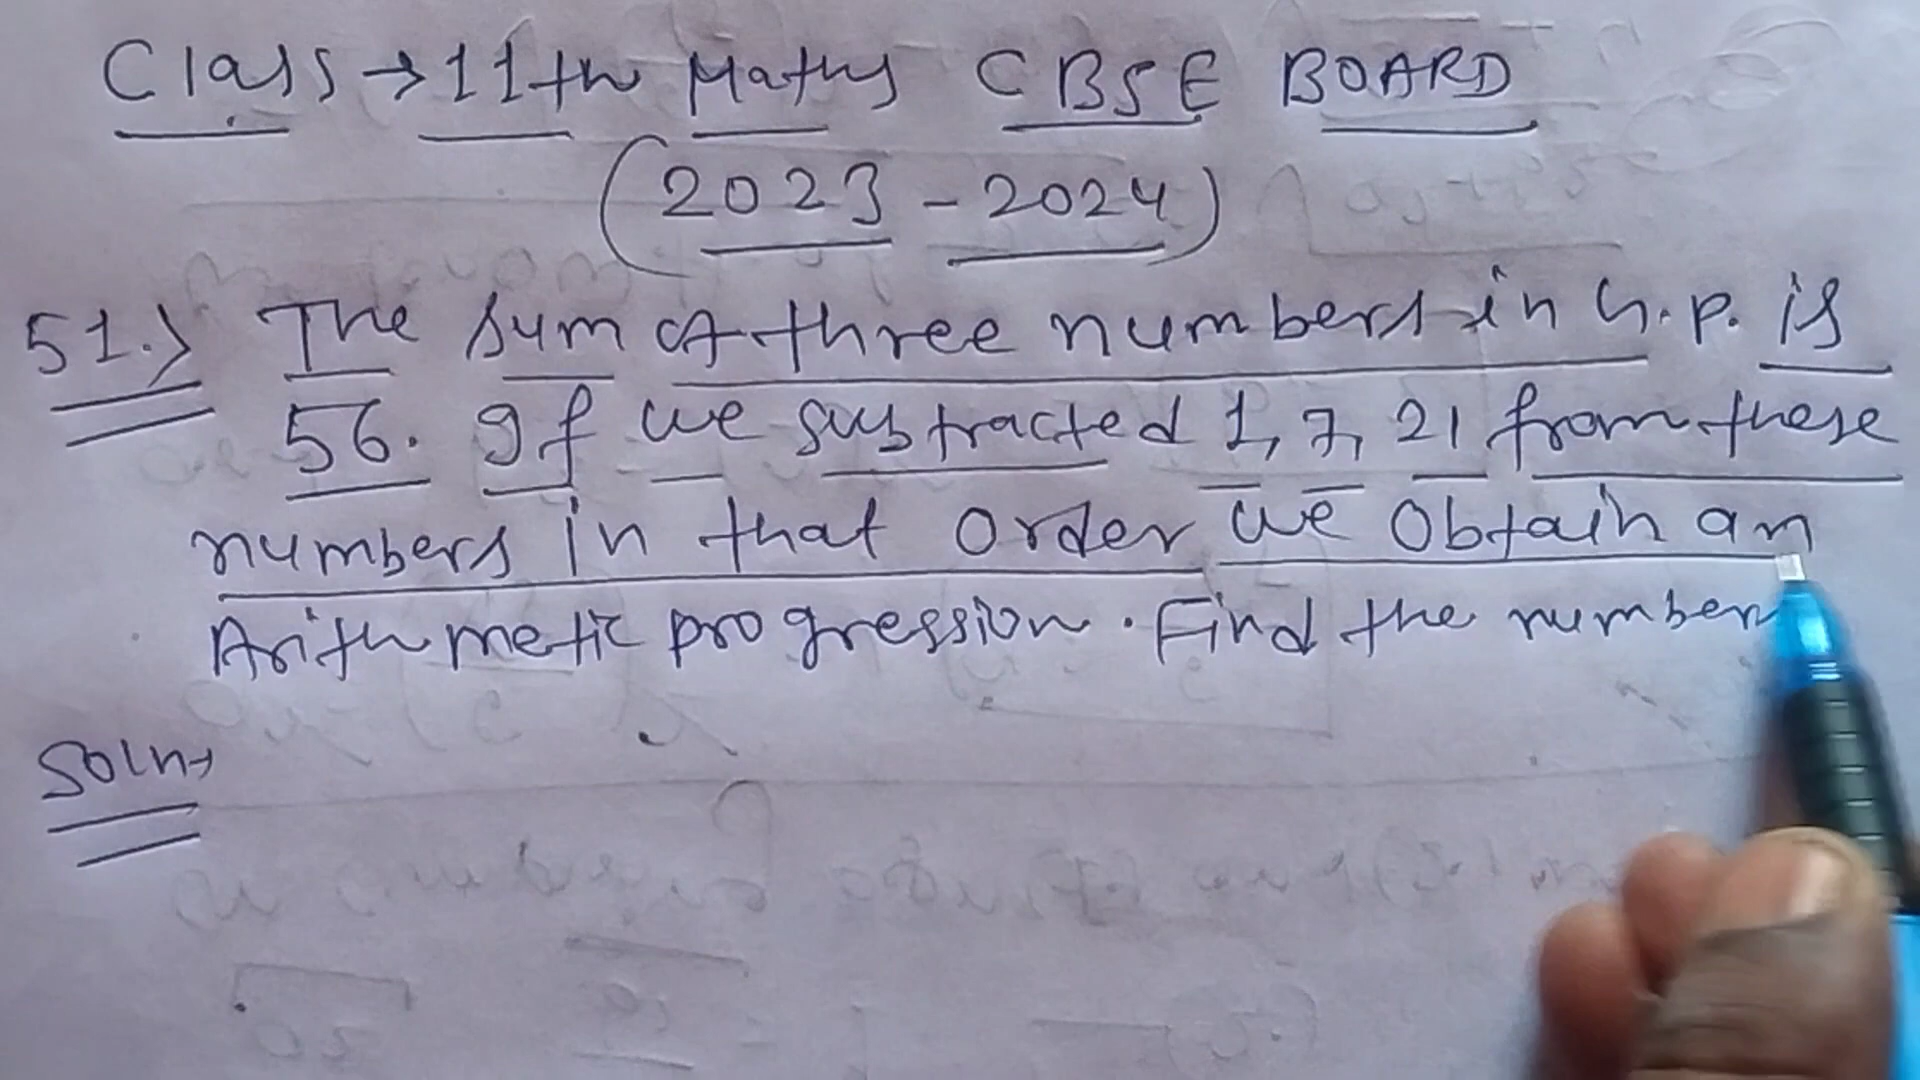 Class → 11th Maths CBSE BOARD
(2023 - 2024)
51.> The sum of three numbers in G.P. is
56. If we subtracted 1, 7, 21 from these
numbers in that order we obtain an
Arithmetic progression. Find the number
Soln→